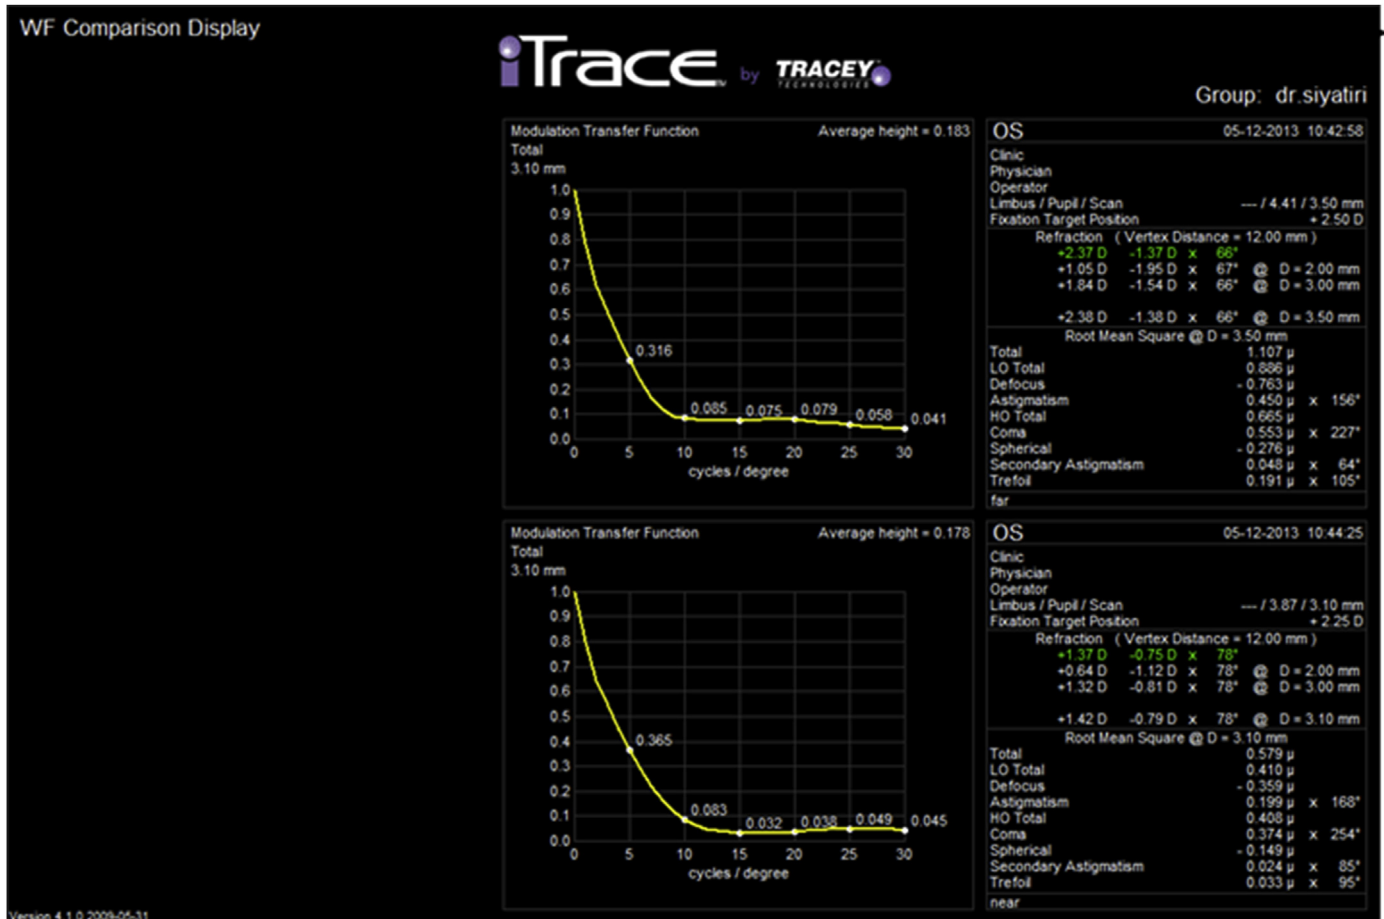 WF Comparison Display
iTrace by TRACEY TECHNOLOGIES
Group: dr.siyatiri
Modulation Transfer Function Average height = 0.183
Total
3.10 mm
1.0
0.9
0.8
0.7
0.6
0.5
0.4
0.3
0.2
0.1
0.0
0.316
0.085 0.075 0.079 0.058 0.041
0 5 10 15 20 25 30
cycles / degree
OS 05-12-2013 10:42:58
Clinic
Physician
Operator
Limbus / Pupil / Scan --- / 4.41 / 3.50 mm
Fixation Target Position + 2.50 D
Refraction ( Vertex Distance = 12.00 mm )
+2.37 D -1.37 D x 66°
+1.05 D -1.95 D x 67° @ D = 2.00 mm
+1.84 D -1.54 D x 66° @ D = 3.00 mm
+2.38 D -1.38 D x 66° @ D = 3.50 mm
Root Mean Square @ D = 3.50 mm
Total 1.107 µ
LO Total 0.886 µ
Defocus - 0.763 µ
Astigmatism 0.450 µ x 156°
HO Total 0.665 µ
Coma 0.553 µ x 227°
Spherical - 0.276 µ
Secondary Astigmatism 0.048 µ x 64°
Trefoil 0.191 µ x 105°
far
Modulation Transfer Function Average height = 0.178
Total
3.10 mm
1.0
0.9
0.8
0.7
0.6
0.5
0.4
0.3
0.2
0.1
0.0
0.365
0.083 0.032 0.038 0.049 0.045
0 5 10 15 20 25 30
cycles / degree
OS 05-12-2013 10:44:25
Clinic
Physician
Operator
Limbus / Pupil / Scan --- / 3.87 / 3.10 mm
Fixation Target Position + 2.25 D
Refraction ( Vertex Distance = 12.00 mm )
+1.37 D -0.75 D x 78°
+0.64 D -1.12 D x 78° @ D = 2.00 mm
+1.32 D -0.81 D x 78° @ D = 3.00 mm
+1.42 D -0.79 D x 78° @ D = 3.10 mm
Root Mean Square @ D = 3.10 mm
Total 0.579 µ
LO Total 0.410 µ
Defocus - 0.359 µ
Astigmatism 0.199 µ x 168°
HO Total 0.408 µ
Coma 0.374 µ x 254°
Spherical - 0.149 µ
Secondary Astigmatism 0.024 µ x 85°
Trefoil 0.033 µ x 95°
near
Version 4.1.0 2009-05-31